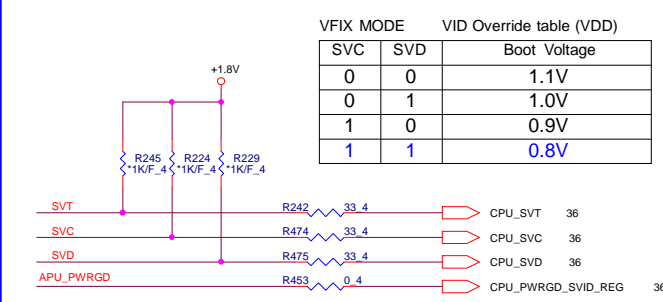 VFIX MODE VID Override table (VDD)
SVC SVD Boot Voltage
0 0 1.1V
0 1 1.0V
1 0 0.9V
1 1 0.8V
+1.8V
R245 R224 R229
*1K/F_4 *1K/F_4 *1K/F_4
SVT R242 33_4 CPU_SVT 36
SVC R474 33_4 CPU_SVC 36
SVD R475 33_4 CPU_SVD 36
APU_PWRGD R453 0_4 CPU_PWRGD_SVID_REG 36